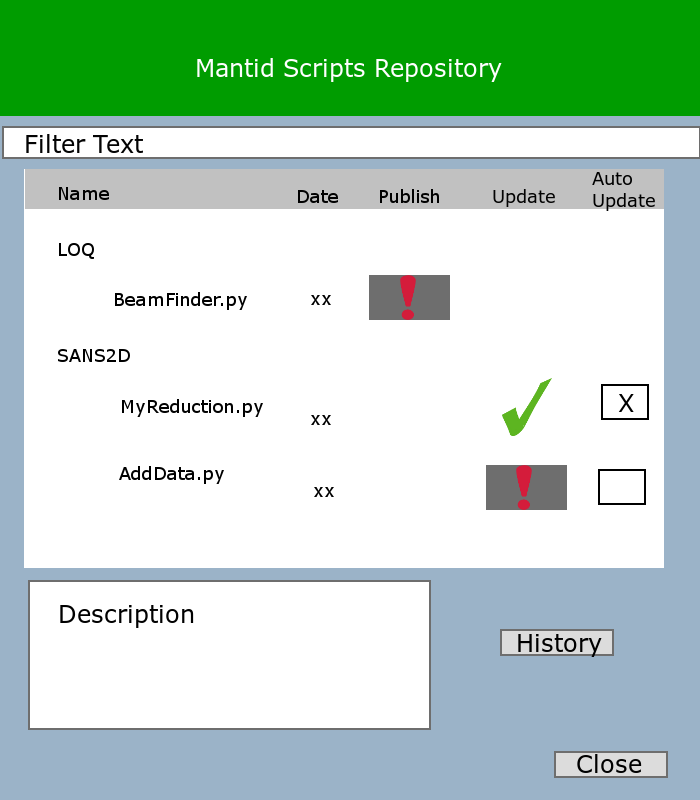 Mantid Scripts Repository
Filter Text
Name Date Publish Update Auto
Update
LOQ
BeamFinder.py xx !
SANS2D
MyReduction.py xx X
AddData.py xx !
Description
History
Close